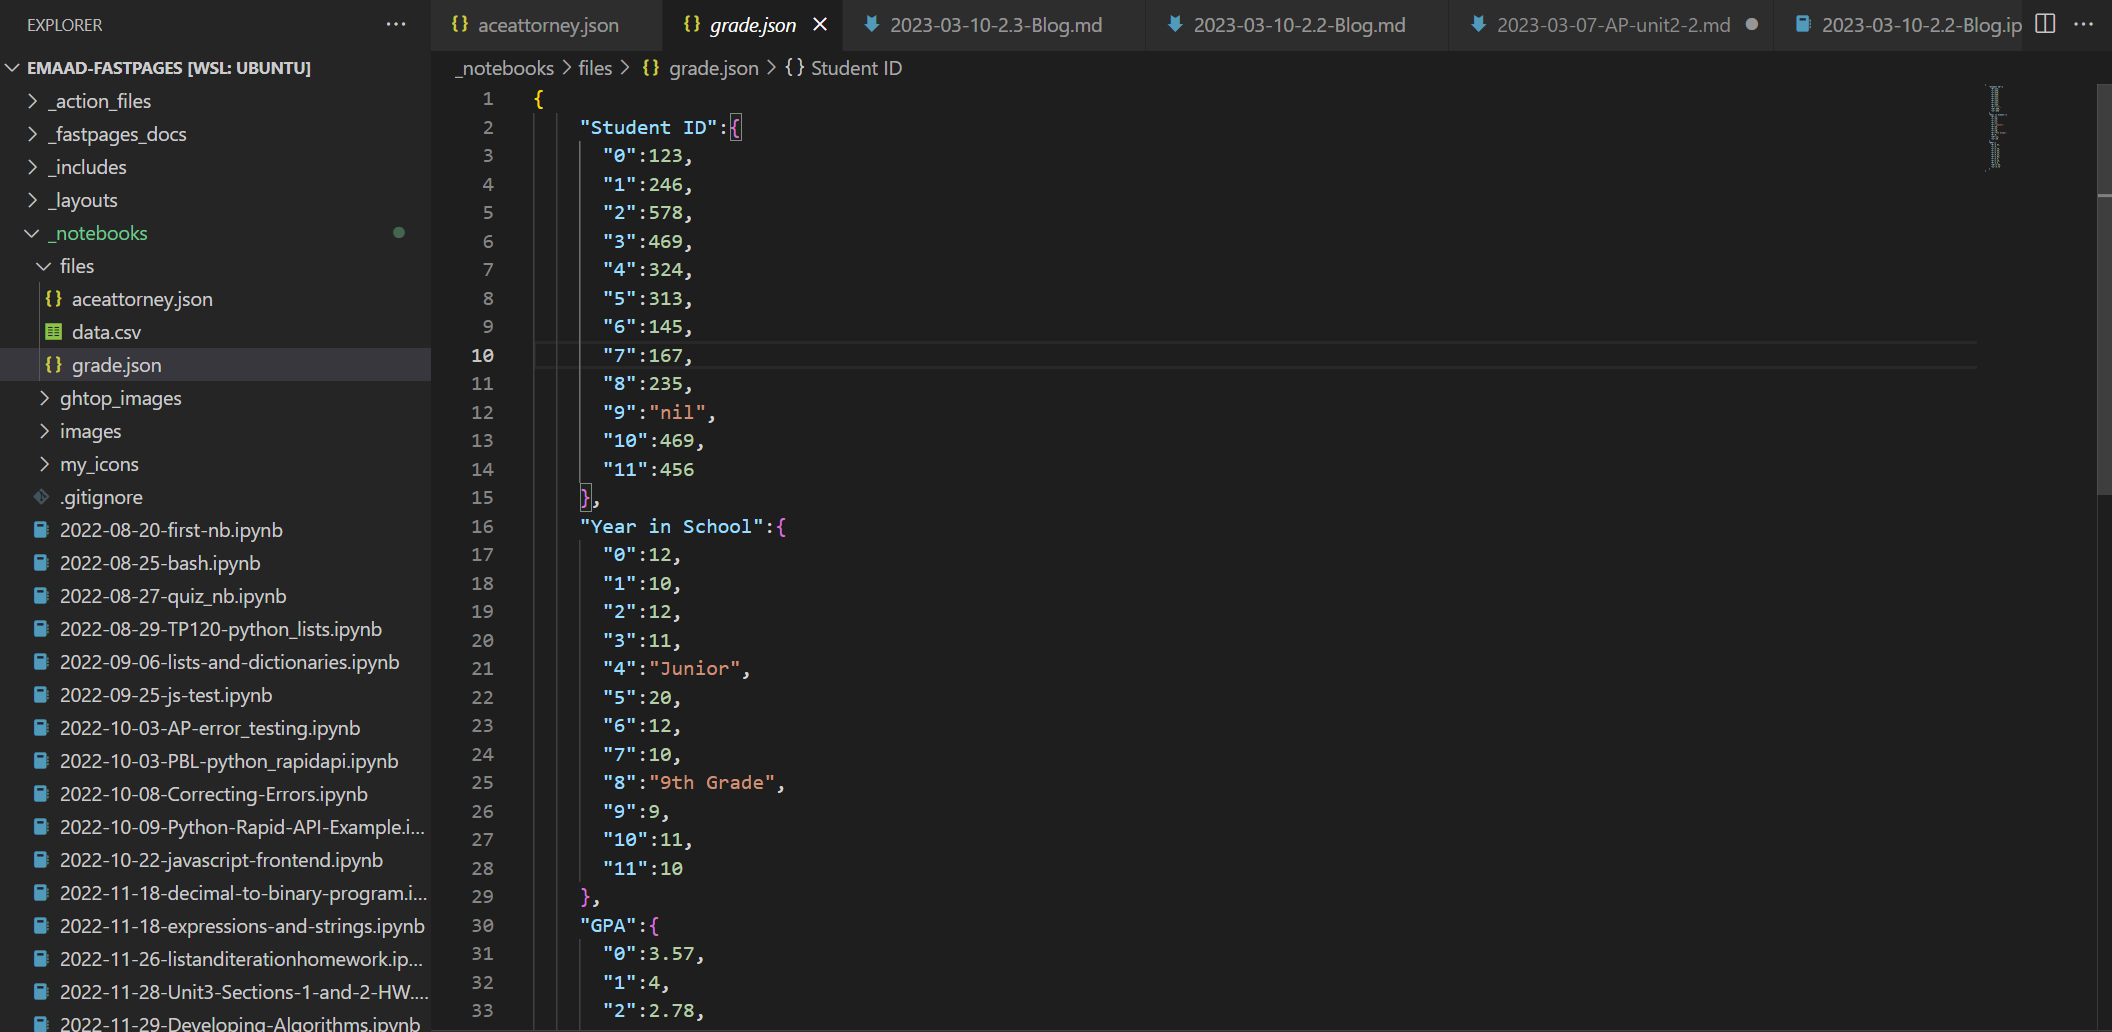 EXPLORER
EMAAD-FASTPAGES [WSL: UBUNTU]
_action_files
_fastpages_docs
_includes
_layouts
_notebooks
files
aceattorney.json
data.csv
grade.json
ghtop_images
images
my_icons
.gitignore
2022-08-20-first-nb.ipynb
2022-08-25-bash.ipynb
2022-08-27-quiz_nb.ipynb
2022-08-29-TP120-python_lists.ipynb
2022-09-06-lists-and-dictionaries.ipynb
2022-09-25-js-test.ipynb
2022-10-03-AP-error_testing.ipynb
2022-10-03-PBL-python_rapidapi.ipynb
2022-10-08-Correcting-Errors.ipynb
2022-10-09-Python-Rapid-API-Example.i...
2022-10-22-javascript-frontend.ipynb
2022-11-18-decimal-to-binary-program.i...
2022-11-18-expressions-and-strings.ipynb
2022-11-26-listanditerationhomework.ip...
2022-11-28-Unit3-Sections-1-and-2-HW....
2022-11-29-Developing-Algorithms.ipynb
{} aceattorney.json {} grade.json 2023-03-10-2.3-Blog.md 2023-03-10-2.2-Blog.md 2023-03-07-AP-unit2-2.md 2023-03-10-2.2-Blog.ip
_notebooks > files > {} grade.json > {} Student ID
1 {
2 "Student ID":{
3 "0":123,
4 "1":246,
5 "2":578,
6 "3":469,
7 "4":324,
8 "5":313,
9 "6":145,
10 "7":167,
11 "8":235,
12 "9":"nil",
13 "10":469,
14 "11":456
15 },
16 "Year in School":{
17 "0":12,
18 "1":10,
19 "2":12,
20 "3":11,
21 "4":"Junior",
22 "5":20,
23 "6":12,
24 "7":10,
25 "8":"9th Grade",
26 "9":9,
27 "10":11,
28 "11":10
29 },
30 "GPA":{
31 "0":3.57,
32 "1":4,
33 "2":2.78,